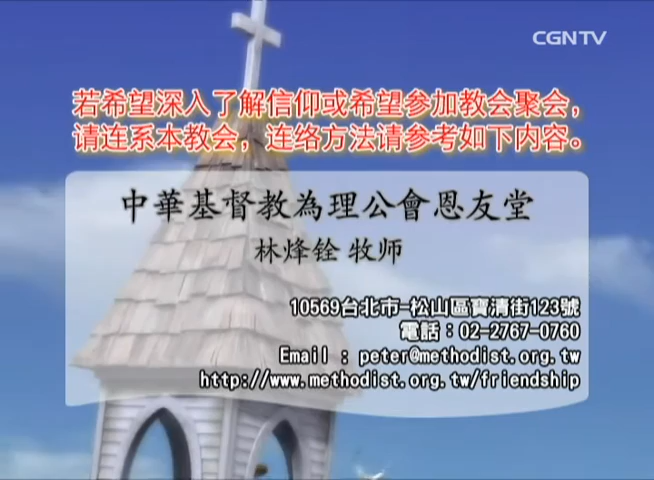 CGNTV
若希望深入了解信仰或希望参加教会聚会，
请连系本教会，连络方法请参考如下内容。
中華基督教為理公會恩友堂
林烽铨 牧师
10569台北市-松山區寶清街123號
電話：02-2767-0760
Email : peter@methodist.org.tw
http://www.methodist.org.tw/friendship